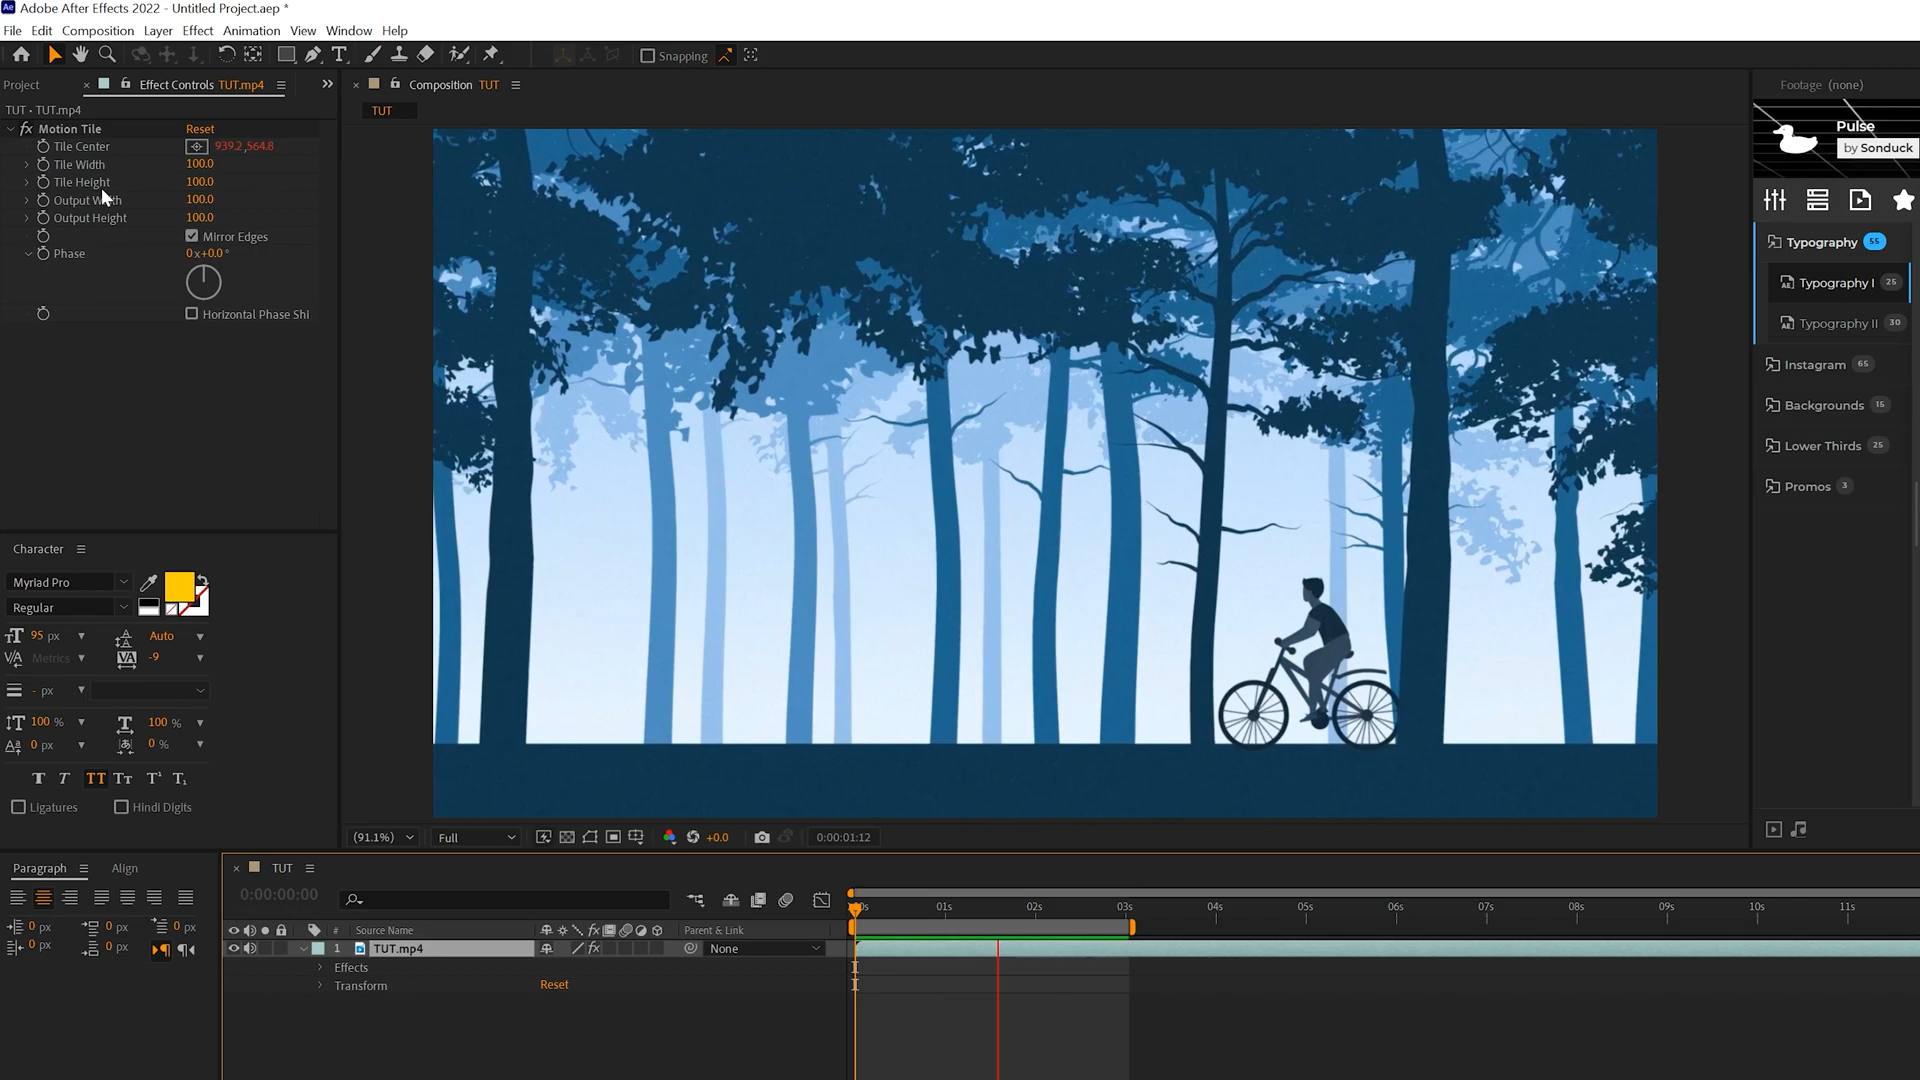 Adobe After Effects 2022 - Untitled Project.aep *
File Edit Composition Layer Effect Animation View Window Help
Snapping
Project
Effect Controls TUT.mp4
Composition TUT
Footage (none)
TUT • TUT.mp4
TUT
fx Motion Tile Reset
Tile Center 939.2,564.8
Tile Width 100.0
Tile Height 100.0
Output Width 100.0
Output Height 100.0
Mirror Edges
Phase 0x+0.0°
Horizontal Phase Shi
Pulse
by Sonduck
Typography 55
Typography I 25
Typography II 30
Instagram 65
Backgrounds 15
Lower Thirds 25
Promos 3
Character
Myriad Pro
Regular
95 px Auto
Metrics -9
- px
100 % 100 %
0 px 0 %
Ligatures Hindi Digits
(91.1%) Full +0.0 0:00:01:12
Paragraph Align
0 px 0 px 0 px
0 px 0 px
TUT
0:00:00:00
01s 02s 03s 04s 05s 06s 07s 08s 09s 10s 11s
# Source Name Parent & Link
1 TUT.mp4 None
Effects
Transform Reset